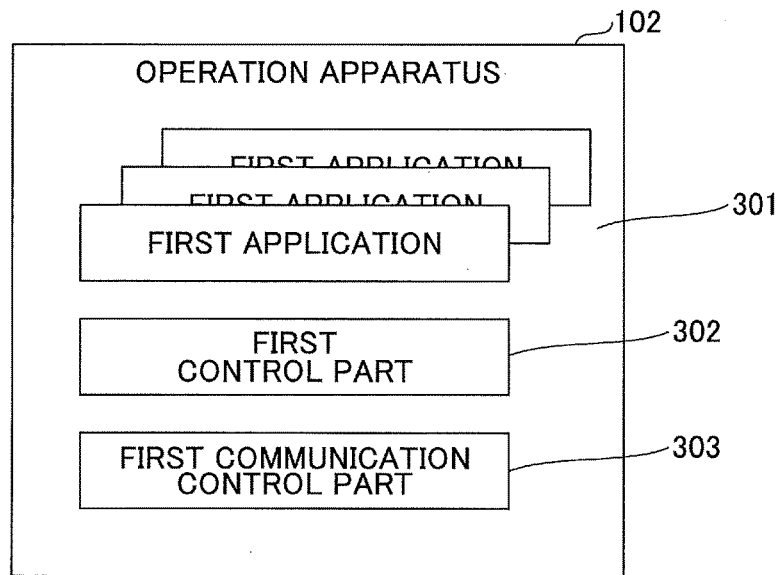 102
OPERATION APPARATUS
FIRST APPLICATION
FIRST APPLICATION
FIRST APPLICATION
301
FIRST
CONTROL PART
302
FIRST COMMUNICATION
CONTROL PART
303